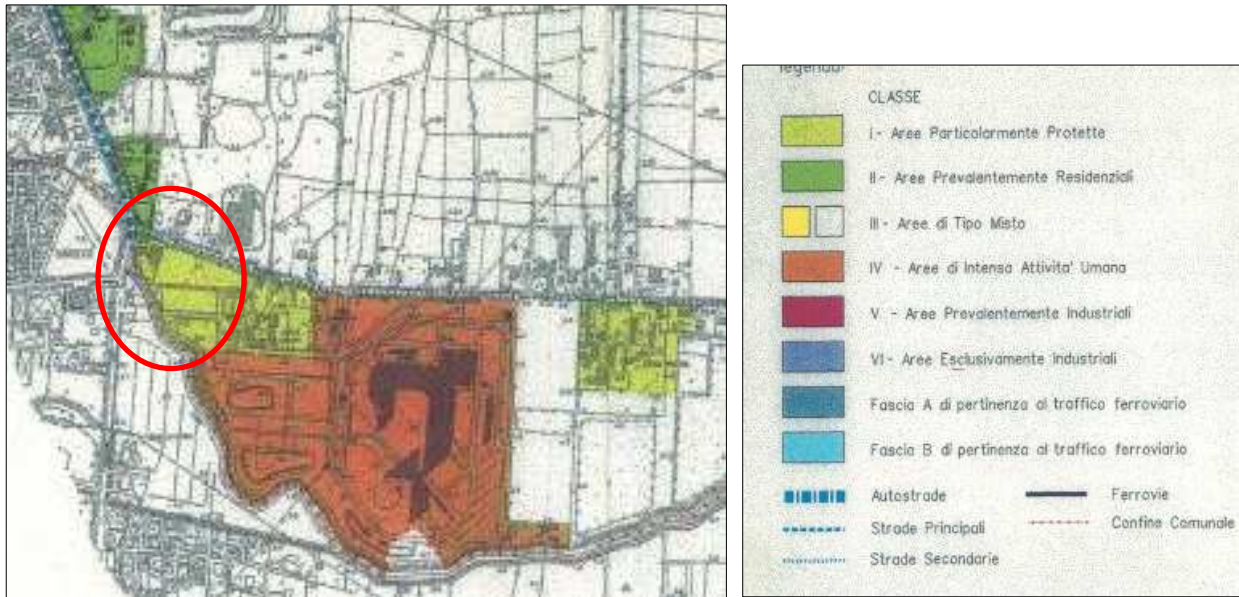 legenda:
CLASSE
I - Aree Particolarmente Protette
II - Aree Prevalentemente Residenziali
III - Aree di Tipo Misto
IV - Aree di Intensa Attivita' Umana
V - Aree Prevalentemente Industriali
VI - Aree Esclusivamente Industriali
Fascia A di pertinenza al traffico ferroviario
Fascia B di pertinenza al traffico ferroviario
Autostrade
Ferrovie
Strade Principali
Confine Comunale
Strade Secondarie